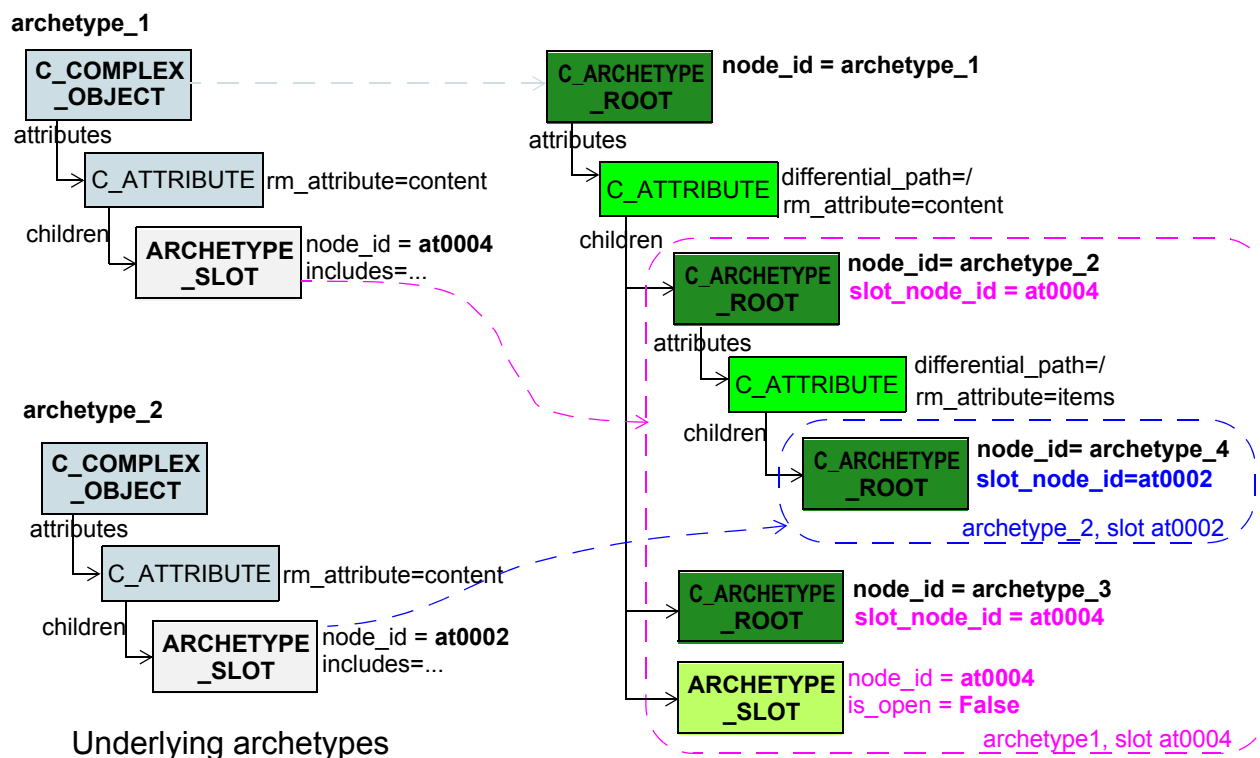 archetype_1
C_COMPLEX
_OBJECT
attributes
C_ATTRIBUTE
rm_attribute=content
children
ARCHETYPE
_SLOT
node_id = at0004
includes=...
archetype_2
C_COMPLEX
_OBJECT
attributes
C_ATTRIBUTE
rm_attribute=content
children
ARCHETYPE
_SLOT
node_id = at0002
includes=...
Underlying archetypes
C_ARCHETYPE
_ROOT
node_id = archetype_1
attributes
C_ATTRIBUTE
differential_path=/
rm_attribute=content
children
C_ARCHETYPE
_ROOT
node_id= archetype_2
slot_node_id = at0004
attributes
C_ATTRIBUTE
differential_path=/
rm_attribute=items
children
C_ARCHETYPE
_ROOT
node_id= archetype_4
slot_node_id=at0002
archetype_2, slot at0002
C_ARCHETYPE
_ROOT
node_id = archetype_3
slot_node_id = at0004
ARCHETYPE
_SLOT
node_id = at0004
is_open = False
archetype1, slot at0004